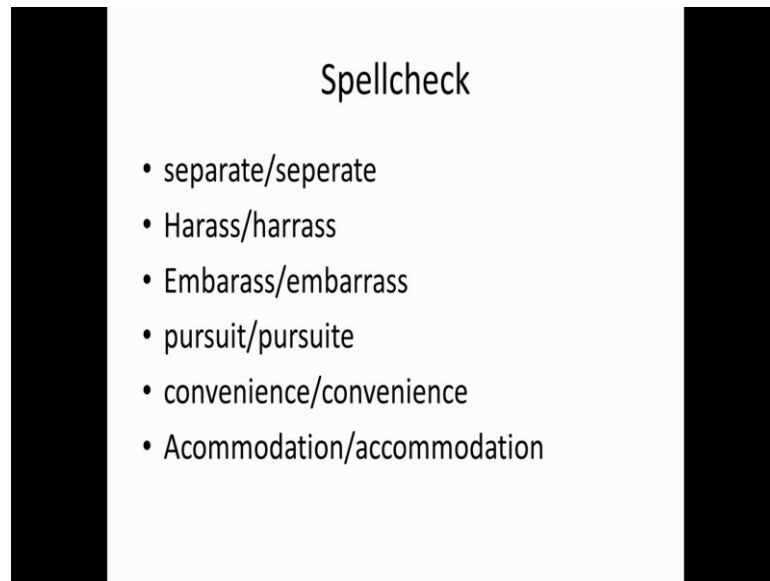 Spellcheck
• separate/seperate
• Harass/harrass
• Embarass/embarrass
• pursuit/pursuite
• convenience/convenience
• Acommodation/accommodation